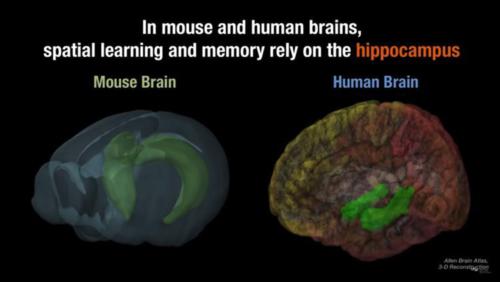 In mouse and human brains,
spatial learning and memory rely on the hippocampus
Mouse Brain
Human Brain
Allen Brain Atlas,
3-D Reconstruction